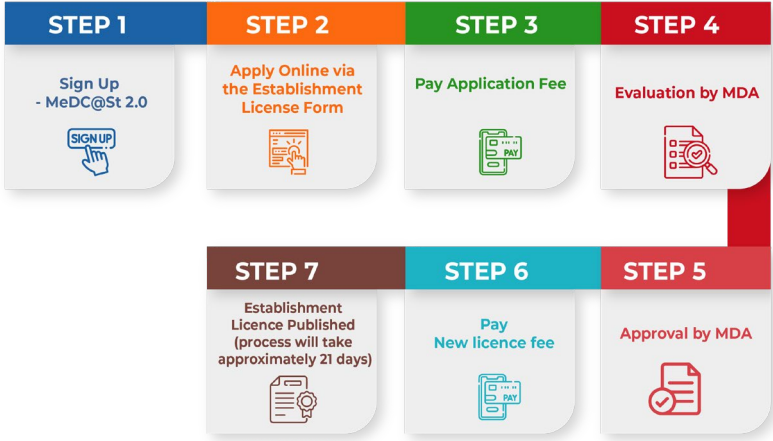 STEP 1
STEP 2
STEP 3
STEP 4
Sign Up
- MeDC@St 2.0
SIGN UP
Apply Online via
the Establishment
License Form
Pay Application Fee
PAY
Evaluation by MDA
STEP 7
STEP 6
STEP 5
Establishment
Licence Published
(process will take
approximately 21 days)
Pay
New licence fee
PAY
Approval by MDA